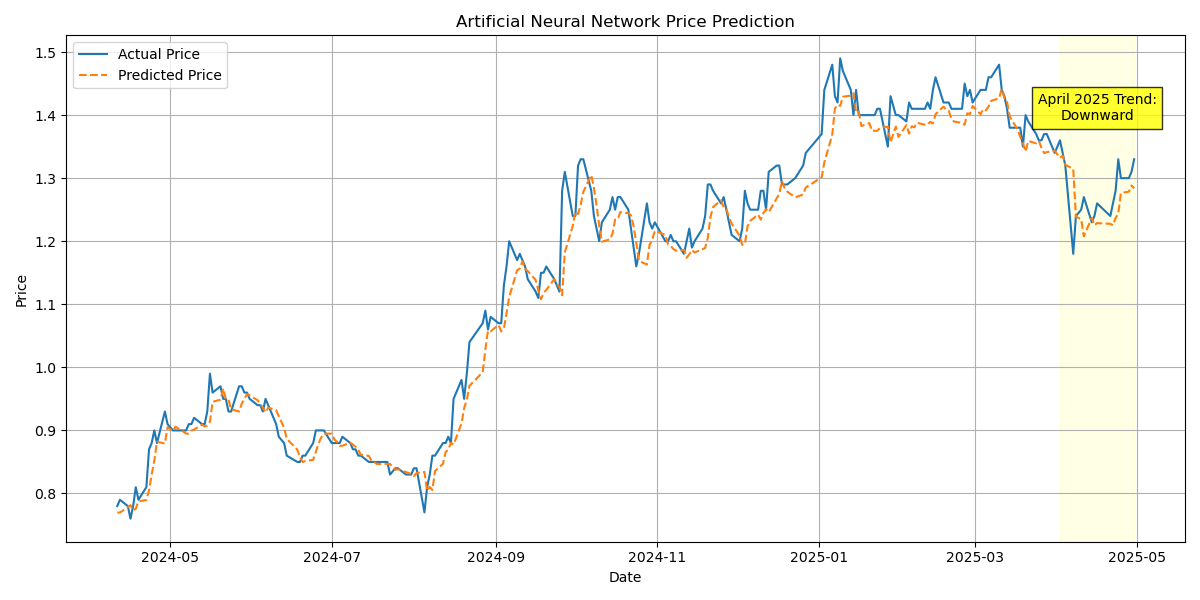 Artificial Neural Network Price Prediction
Actual Price
Predicted Price
April 2025 Trend:
Downward
Price
1.5
1.4
1.3
1.2
1.1
1.0
0.9
0.8
2024-05
2024-07
2024-09
2024-11
2025-01
2025-03
2025-05
Date